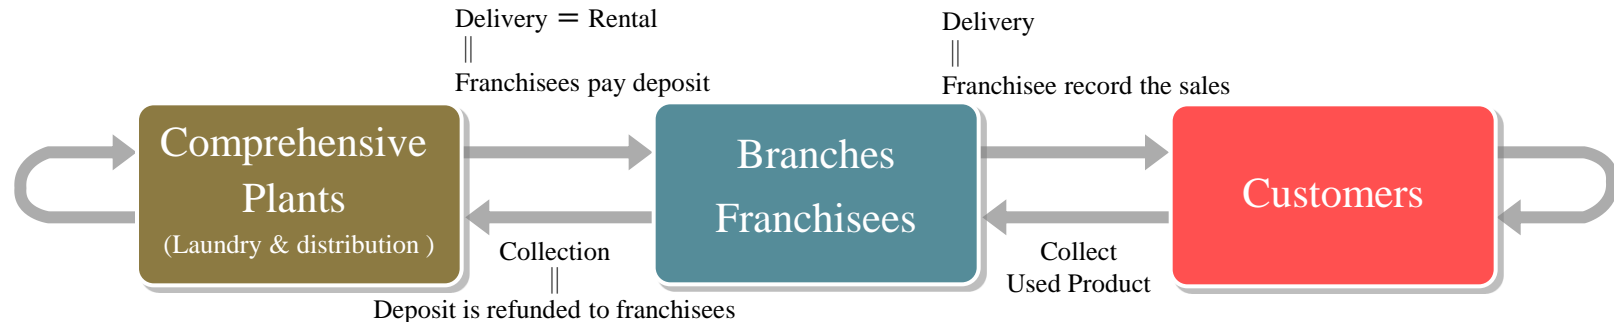 Delivery = Rental
||
Franchisees pay deposit
Delivery
||
Franchisee record the sales
Comprehensive
Plants
(Laundry & distribution )
Branches
Franchisees
Customers
Collection
||
Deposit is refunded to franchisees
Collect
Used Product